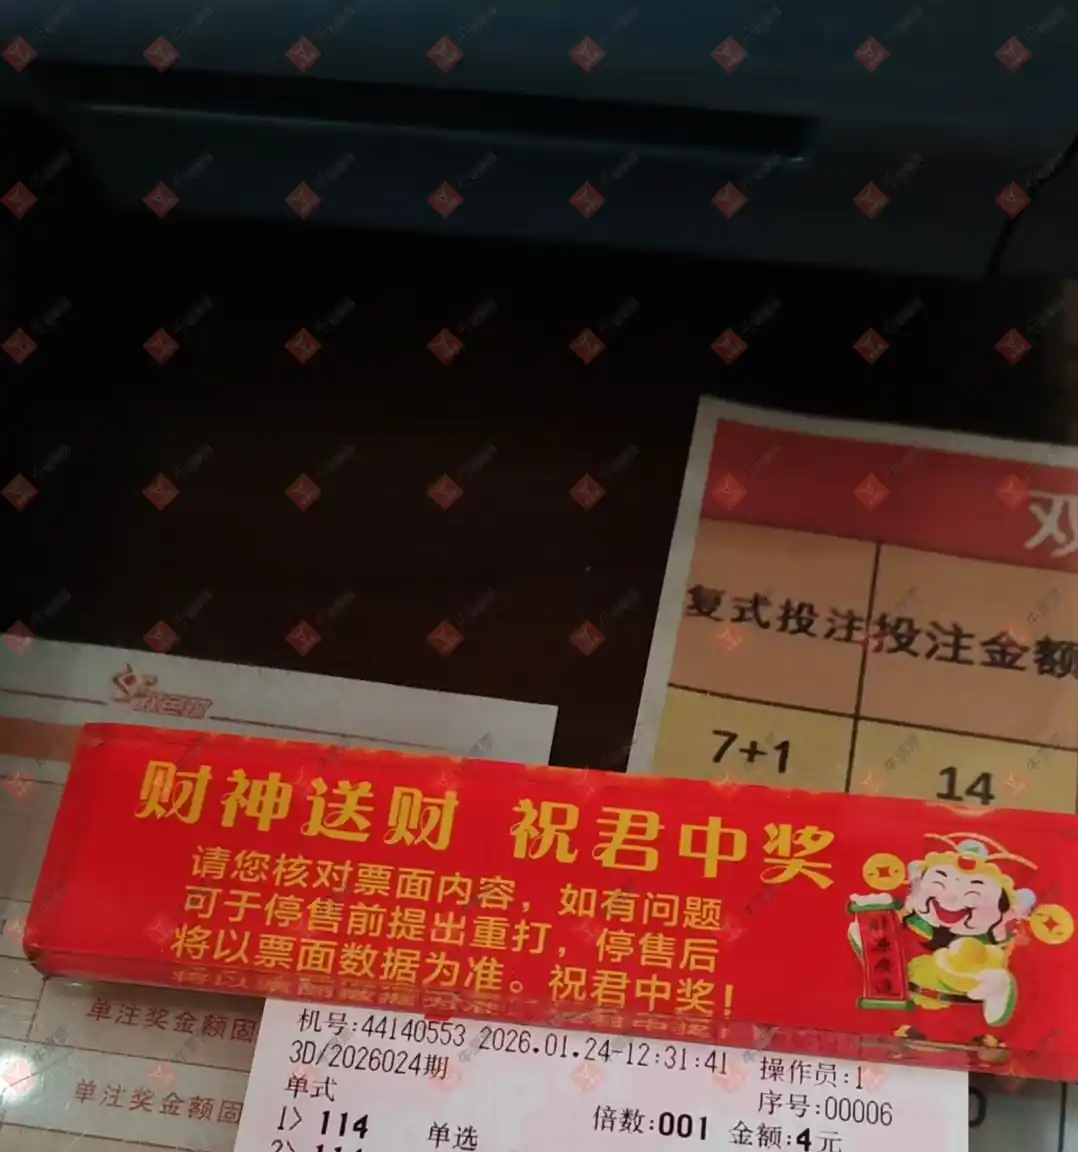 双
复式投注 投注金额
7+1 14
双色球
财神送财 祝君中奖
请您核对票面内容，如有问题
可于停售前提出重打，停售后
将以票面数据为准。祝君中奖！
单注奖金额固
单注奖金额固
机号:44140553 2026.01.24-12:31:41 操作员:1
3D/2026024期 序号:00006
单式 倍数:001 金额:4元
1> 114 单选
2> 114